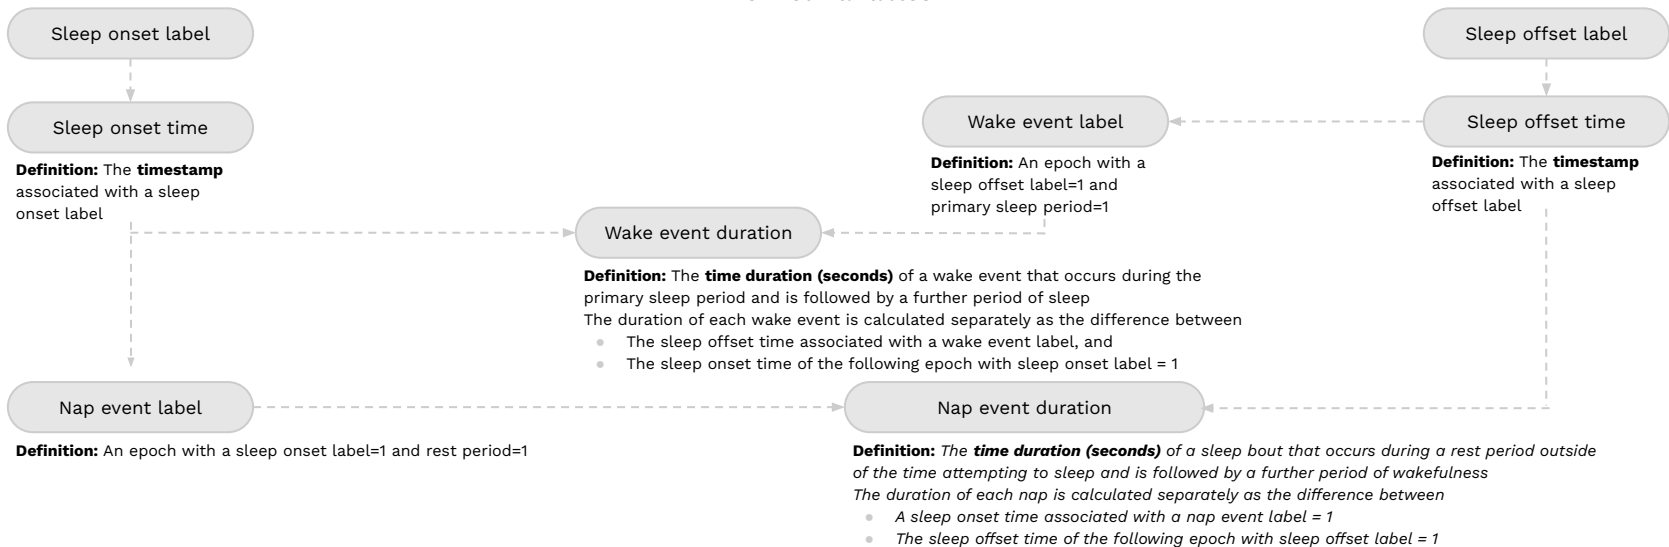 Sleep onset label
Sleep offset label
Sleep onset time
Wake event label
Sleep offset time
Definition: The timestamp
associated with a sleep
onset label
Definition: An epoch with a
sleep offset label=1 and
primary sleep period=1
Definition: The timestamp
associated with a sleep
offset label
Wake event duration
Definition: The time duration (seconds) of a wake event that occurs during the
primary sleep period and is followed by a further period of sleep
The duration of each wake event is calculated separately as the difference between
● The sleep offset time associated with a wake event label, and
● The sleep onset time of the following epoch with sleep onset label = 1
Nap event label
Nap event duration
Definition: An epoch with a sleep onset label=1 and rest period=1
Definition: The time duration (seconds) of a sleep bout that occurs during a rest period outside
of the time attempting to sleep and is followed by a further period of wakefulness
The duration of each nap is calculated separately as the difference between
● A sleep onset time associated with a nap event label = 1
● The sleep offset time of the following epoch with sleep offset label = 1